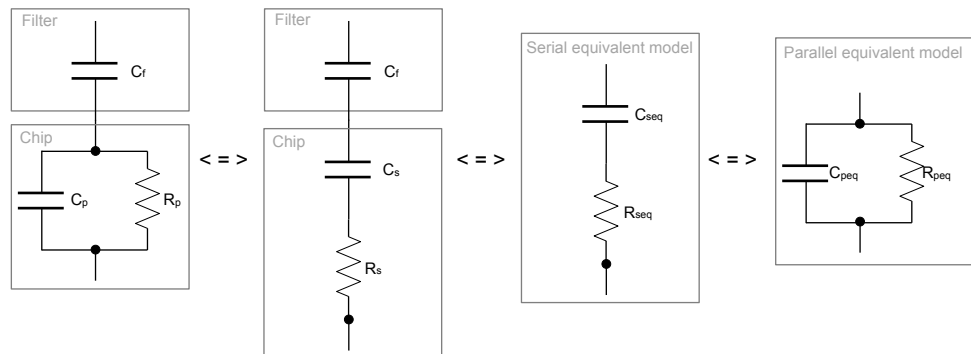 Filter
Cf
Chip
Cp
Rp
< = >
Filter
Cf
Chip
Cs
Rs
< = >
Serial equivalent model
Cseq
Rseq
< = >
Parallel equivalent model
Cpeq
Rpeq